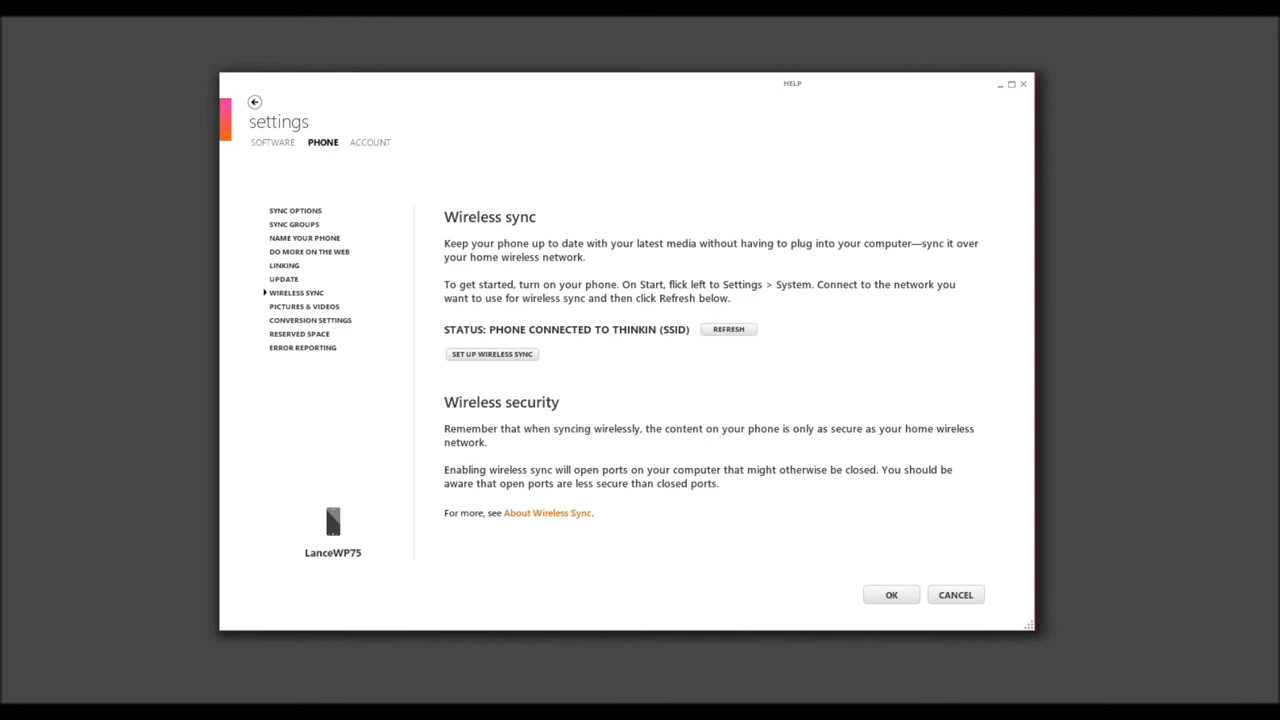 HELP
settings
SOFTWARE PHONE ACCOUNT
SYNC OPTIONS
SYNC GROUPS
NAME YOUR PHONE
DO MORE ON THE WEB
LINKING
UPDATE
WIRELESS SYNC
PICTURES & VIDEOS
CONVERSION SETTINGS
RESERVED SPACE
ERROR REPORTING
LanceWP75
Wireless sync
Keep your phone up to date with your latest media without having to plug into your computer—sync it over
your home wireless network.
To get started, turn on your phone. On Start, flick left to Settings > System. Connect to the network you
want to use for wireless sync and then click Refresh below.
STATUS: PHONE CONNECTED TO THINKIN (SSID) REFRESH
SET UP WIRELESS SYNC
Wireless security
Remember that when syncing wirelessly, the content on your phone is only as secure as your home wireless
network.
Enabling wireless sync will open ports on your computer that might otherwise be closed. You should be
aware that open ports are less secure than closed ports.
For more, see About Wireless Sync.
OK CANCEL